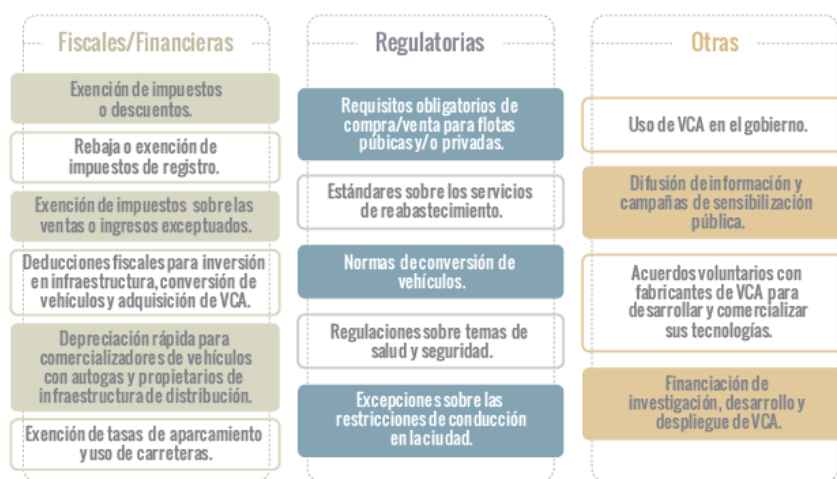 Fiscales/Financieras
Exención de impuestos
o descuentos.
Rebaja o exención de
impuestos de registro.
Exención de impuestos sobre las
ventas o ingresos exceptuados.
Deducciones fiscales para inversión
en infraestructura, conversión de
vehículos y adquisición de VCA.
Depreciación rápida para
comercializadores de vehículos
con autogas y propietarios de
infraestructura de distribución.
Exención de tasas de aparcamiento
y uso de carreteras.
Regulatorias
Requisitos obligatorios de
compra/venta para flotas
púbicas y/o privadas.
Estándares sobre los servicios
de reabastecimiento.
Normas de conversión de
vehículos.
Regulaciones sobre temas de
salud y seguridad.
Excepciones sobre las
restricciones de conducción
en la ciudad.
Otras
Uso de VCA en el gobierno.
Difusión de información y
campañas de sensibilización
pública.
Acuerdos voluntarios con
fabricantes de VCA para
desarrollar y comercializar
sus tecnologías.
Financiación de
investigación, desarrollo y
despliegue de VCA.